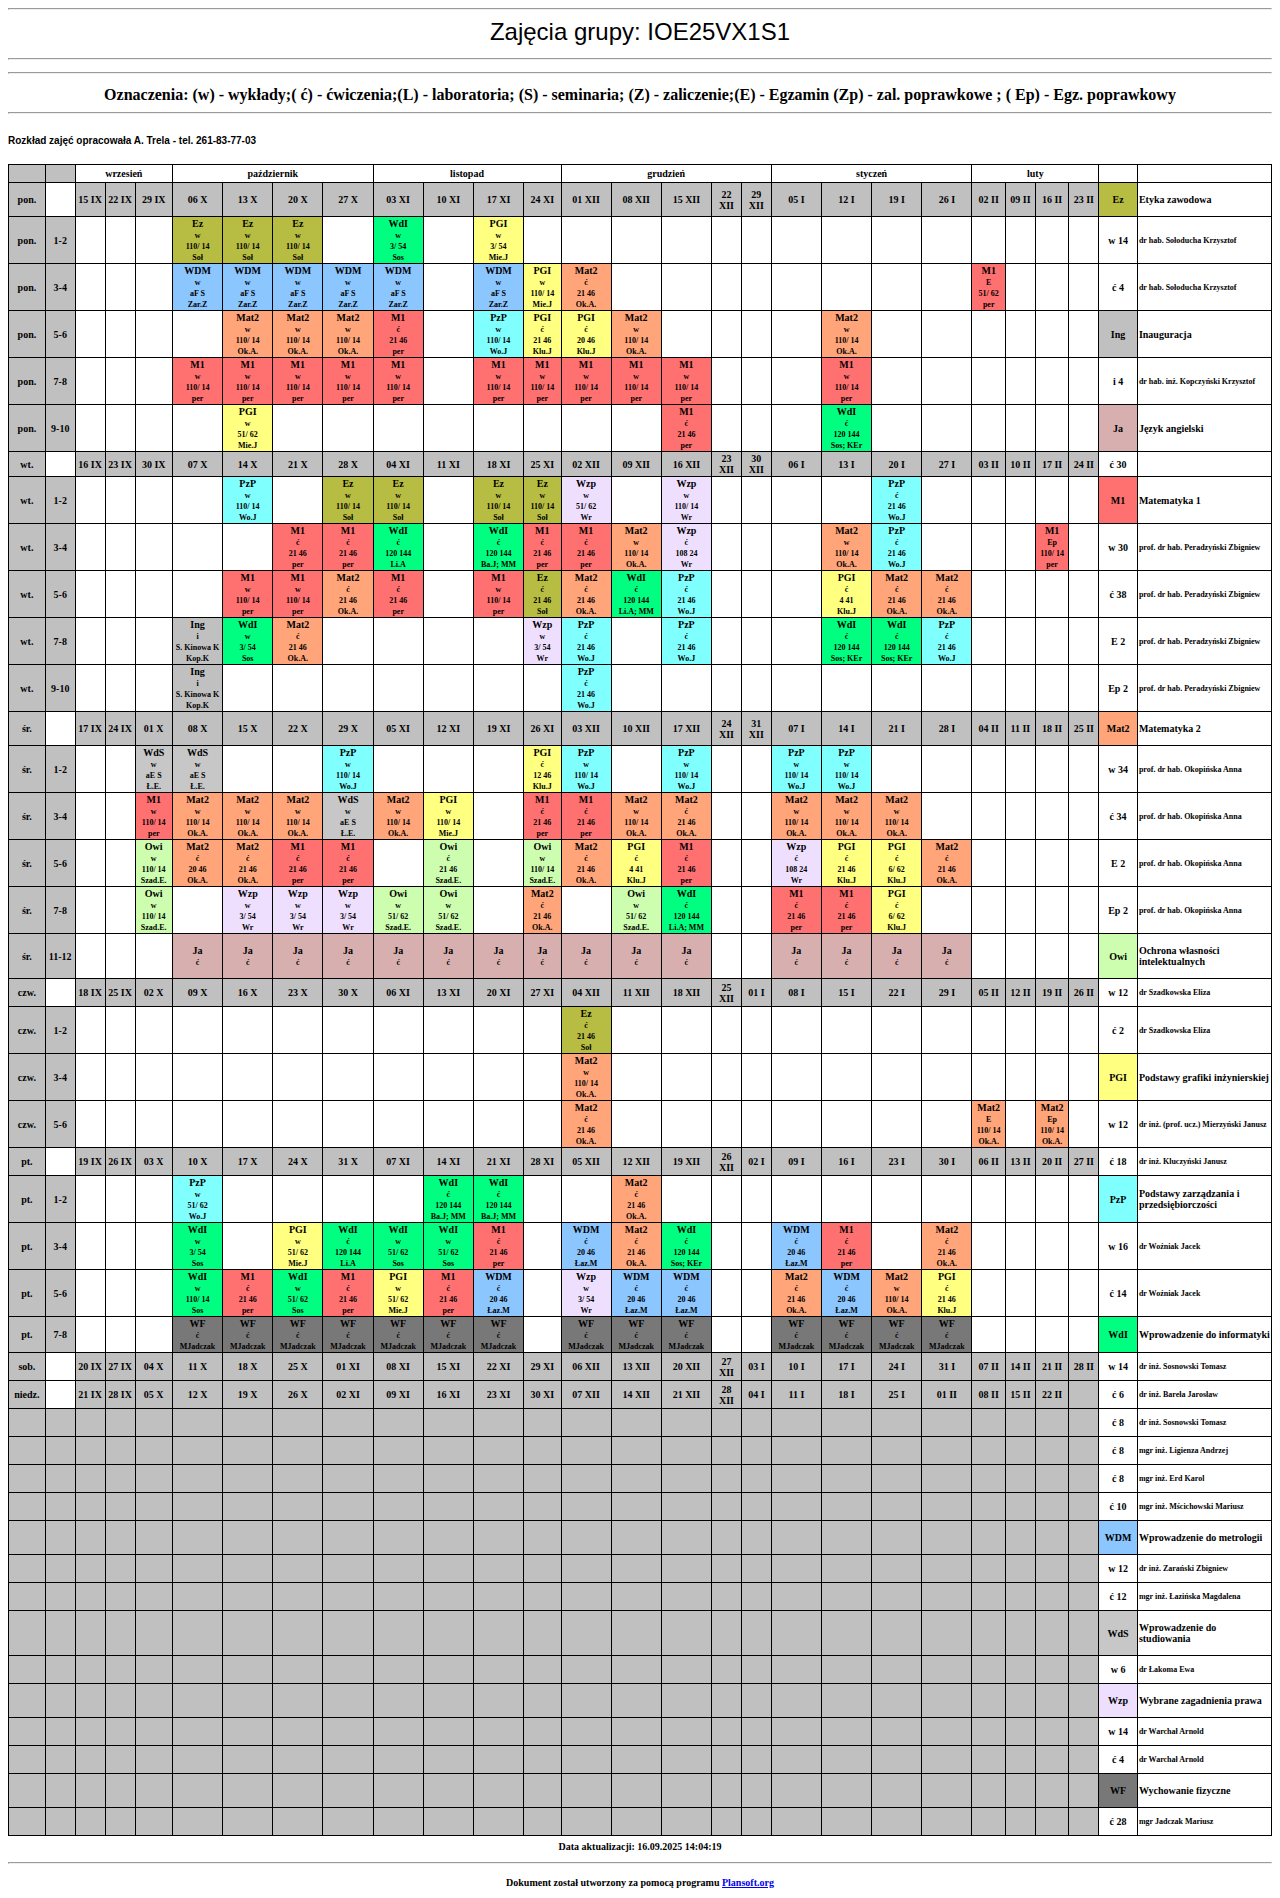 Zajęcia grupy: IOE25VX1S1
Oznaczenia: (w) - wykłady;( ć) - ćwiczenia;(L) - laboratoria; (S) - seminaria; (Z) - zaliczenie;(E) - Egzamin (Zp) - zal. poprawkowe ; ( Ep) - Egz. poprawkowy
Rozkład zajęć opracowała A. Trela - tel. 261-83-77-03
wrzesień październik listopad grudzień styczeń luty
pon. 15 IX 22 IX 29 IX 06 X 13 X 20 X 27 X 03 XI 10 XI 17 XI 24 XI 01 XII 08 XII 15 XII 22 XII 29 XII 05 I 12 I 19 I 26 I 02 II 09 II 16 II 23 II Ez Etyka zawodowa
Ez Ez Ez WdI PGI
w w w w w
pon. 1-2 w 14 dr hab. Sołoducha Krzysztof
110/ 14 110/ 14 110/ 14 3/ 54 3/ 54
Soł Soł Soł Sos Mie.J
WDM WDM WDM WDM WDM WDM PGI Mat2 M1
w w w w w w w ć E
pon. 3-4 ć 4 dr hab. Sołoducha Krzysztof
aF S aF S aF S aF S aF S aF S 110/ 14 21 46 51/ 62
Zar.Z Zar.Z Zar.Z Zar.Z Zar.Z Zar.Z Mie.J Ok.A. per
Mat2 Mat2 Mat2 M1 PzP PGI PGI Mat2 Mat2
w w w ć w ć ć w w
pon. 5-6 Ing Inauguracja
110/ 14 110/ 14 110/ 14 21 46 110/ 14 21 46 20 46 110/ 14 110/ 14
Ok.A. Ok.A. Ok.A. per Wo.J Klu.J Klu.J Ok.A. Ok.A.
M1 M1 M1 M1 M1 M1 M1 M1 M1 M1 M1
w w w w w w w w w w w
pon. 7-8 i 4 dr hab. inż. Kopczyński Krzysztof
110/ 14 110/ 14 110/ 14 110/ 14 110/ 14 110/ 14 110/ 14 110/ 14 110/ 14 110/ 14 110/ 14
per per per per per per per per per per per
PGI M1 WdI
w ć ć
pon. 9-10 Ja Język angielski
51/ 62 21 46 120 144
Mie.J per Sos; KEr
wt. 16 IX 23 IX 30 IX 07 X 14 X 21 X 28 X 04 XI 11 XI 18 XI 25 XI 02 XII 09 XII 16 XII 23 XII 30 XII 06 I 13 I 20 I 27 I 03 II 10 II 17 II 24 II ć 30
PzP Ez Ez Ez Ez Wzp Wzp PzP
w w w w w w w ć
wt. 1-2 M1 Matematyka 1
110/ 14 110/ 14 110/ 14 110/ 14 110/ 14 51/ 62 110/ 14 21 46
Wo.J Soł Soł Soł Soł Wr Wr Wo.J
M1 M1 WdI WdI M1 M1 Mat2 Wzp Mat2 PzP M1
ć ć ć ć ć ć w ć w ć Ep
wt. 3-4 w 30 prof. dr hab. Peradzyński Zbigniew
21 46 21 46 120 144 120 144 21 46 21 46 110/ 14 108 24 110/ 14 21 46 110/ 14
per per Li.A Ba.J; MM per per Ok.A. Wr Ok.A. Wo.J per
M1 M1 Mat2 M1 M1 Ez Mat2 WdI PzP PGI Mat2 Mat2
w w ć ć w ć ć ć ć ć ć ć
wt. 5-6 ć 38 prof. dr hab. Peradzyński Zbigniew
110/ 14 110/ 14 21 46 21 46 110/ 14 21 46 21 46 120 144 21 46 4 41 21 46 21 46
per per Ok.A. per per Soł Ok.A. Li.A; MM Wo.J Klu.J Ok.A. Ok.A.
Ing WdI Mat2 Wzp PzP PzP WdI WdI PzP
i w ć w ć ć ć ć ć
wt. 7-8 E 2 prof. dr hab. Peradzyński Zbigniew
S. Kinowa K 3/ 54 21 46 3/ 54 21 46 21 46 120 144 120 144 21 46
Kop.K Sos Ok.A. Wr Wo.J Wo.J Sos; KEr Sos; KEr Wo.J
Ing PzP
i ć
wt. 9-10 Ep 2 prof. dr hab. Peradzyński Zbigniew
S. Kinowa K 21 46
Kop.K Wo.J
śr. 17 IX 24 IX 01 X 08 X 15 X 22 X 29 X 05 XI 12 XI 19 XI 26 XI 03 XII 10 XII 17 XII 24 XII 31 XII 07 I 14 I 21 I 28 I 04 II 11 II 18 II 25 II Mat2 Matematyka 2
WdS WdS PzP PGI PzP PzP PzP PzP
w w w ć w w w w
śr. 1-2 w 34 prof. dr hab. Okopińska Anna
aE S aE S 110/ 14 12 46 110/ 14 110/ 14 110/ 14 110/ 14
Ł.E. Ł.E. Wo.J Klu.J Wo.J Wo.J Wo.J Wo.J
M1 Mat2 Mat2 Mat2 WdS Mat2 PGI M1 M1 Mat2 Mat2 Mat2 Mat2 Mat2
w w w w w w w ć ć w ć w w w
śr. 3-4 ć 34 prof. dr hab. Okopińska Anna
110/ 14 110/ 14 110/ 14 110/ 14 aE S 110/ 14 110/ 14 21 46 21 46 110/ 14 21 46 110/ 14 110/ 14 110/ 14
per Ok.A. Ok.A. Ok.A. Ł.E. Ok.A. Mie.J per per Ok.A. Ok.A. Ok.A. Ok.A. Ok.A.
Owi Mat2 Mat2 M1 M1 Owi Owi Mat2 PGI M1 Wzp PGI PGI Mat2
w ć ć ć ć ć w ć ć ć ć ć ć ć
śr. 5-6 E 2 prof. dr hab. Okopińska Anna
110/ 14 20 46 21 46 21 46 21 46 21 46 110/ 14 21 46 4 41 21 46 108 24 21 46 6/ 62 21 46
Szad.E. Ok.A. Ok.A. per per Szad.E. Szad.E. Ok.A. Klu.J per Wr Klu.J Klu.J Ok.A.
Owi Wzp Wzp Wzp Owi Owi Mat2 Owi WdI M1 M1 PGI
w w w w w w ć w ć ć ć ć
śr. 7-8 Ep 2 prof. dr hab. Okopińska Anna
110/ 14 3/ 54 3/ 54 3/ 54 51/ 62 51/ 62 21 46 51/ 62 120 144 21 46 21 46 6/ 62
Szad.E. Wr Wr Wr Szad.E. Szad.E. Ok.A. Szad.E. Li.A; MM per per Klu.J
śr. 11-12 Ja Ja Ja Ja Ja Ja Ja Ja Ja Ja Ja Ja Ja Ja Ja Owi Ochrona własności intelektualnych
ć ć ć ć ć ć ć ć ć ć ć ć ć ć ć
czw. 18 IX 25 IX 02 X 09 X 16 X 23 X 30 X 06 XI 13 XI 20 XI 27 XI 04 XII 11 XII 18 XII 25 XII 01 I 08 I 15 I 22 I 29 I 05 II 12 II 19 II 26 II w 12 dr Szadkowska Eliza
Ez
ć
czw. 1-2 ć 2 dr Szadkowska Eliza
21 46
Soł
Mat2
w
czw. 3-4 PGI Podstawy grafiki inżynierskiej
110/ 14
Ok.A.
Mat2 Mat2 Mat2
ć E Ep
czw. 5-6 w 12 dr inż. (prof. ucz.) Mierzyński Janusz
21 46 110/ 14 110/ 14
Ok.A. Ok.A. Ok.A.
pt. 19 IX 26 IX 03 X 10 X 17 X 24 X 31 X 07 XI 14 XI 21 XI 28 XI 05 XII 12 XII 19 XII 26 XII 02 I 09 I 16 I 23 I 30 I 06 II 13 II 20 II 27 II ć 18 dr inż. Kluczyński Janusz
PzP WdI WdI Mat2
w ć ć ć
pt. 1-2 PzP Podstawy zarządzania i przedsiębiorczości
51/ 62 120 144 120 144 21 46
Wo.J Ba.J; MM Ba.J; MM Ok.A.
WdI PGI WdI WdI WdI M1 WDM Mat2 WdI WDM M1 Mat2
w w ć w w ć ć ć ć ć ć ć
pt. 3-4 w 16 dr Woźniak Jacek
3/ 54 51/ 62 120 144 51/ 62 51/ 62 21 46 20 46 21 46 120 144 20 46 21 46 21 46
Sos Mie.J Li.A Sos Sos per Łaz.M Ok.A. Sos; KEr Łaz.M per Ok.A.
WdI M1 WdI M1 PGI M1 WDM Wzp WDM WDM Mat2 WDM Mat2 PGI
w ć w ć w ć ć w ć ć ć ć w ć
pt. 5-6 ć 14 dr Woźniak Jacek
110/ 14 21 46 51/ 62 21 46 51/ 62 21 46 20 46 3/ 54 20 46 20 46 21 46 20 46 110/ 14 21 46
Sos per Sos per Mie.J per Łaz.M Wr Łaz.M Łaz.M Ok.A. Łaz.M Ok.A. Klu.J
WF WF WF WF WF WF WF WF WF WF WF WF WF WF
pt. 7-8 ć ć ć ć ć ć ć ć ć ć ć ć ć ć WdI Wprowadzenie do informatyki
MJadczak MJadczak MJadczak MJadczak MJadczak MJadczak MJadczak MJadczak MJadczak MJadczak MJadczak MJadczak MJadczak MJadczak
sob. 20 IX 27 IX 04 X 11 X 18 X 25 X 01 XI 08 XI 15 XI 22 XI 29 XI 06 XII 13 XII 20 XII 27 XII 03 I 10 I 17 I 24 I 31 I 07 II 14 II 21 II 28 II w 14 dr inż. Sosnowski Tomasz
niedz. 21 IX 28 IX 05 X 12 X 19 X 26 X 02 XI 09 XI 16 XI 23 XI 30 XI 07 XII 14 XII 21 XII 28 XII 04 I 11 I 18 I 25 I 01 II 08 II 15 II 22 II ć 6 dr inż. Bareła Jarosław
ć 8 dr inż. Sosnowski Tomasz
ć 8 mgr inż. Ligienza Andrzej
ć 8 mgr inż. Erd Karol
ć 10 mgr inż. Mścichowski Mariusz
WDM Wprowadzenie do metrologii
w 12 dr inż. Zarański Zbigniew
ć 12 mgr inż. Łazińska Magdalena
WdS Wprowadzenie do studiowania
w 6 dr Łakoma Ewa
Wzp Wybrane zagadnienia prawa
w 14 dr Warchał Arnold
ć 4 dr Warchał Arnold
WF Wychowanie fizyczne
ć 28 mgr Jadczak Mariusz
Data aktualizacji: 16.09.2025 14:04:19
Dokument został utworzony za pomocą programu Plansoft.org